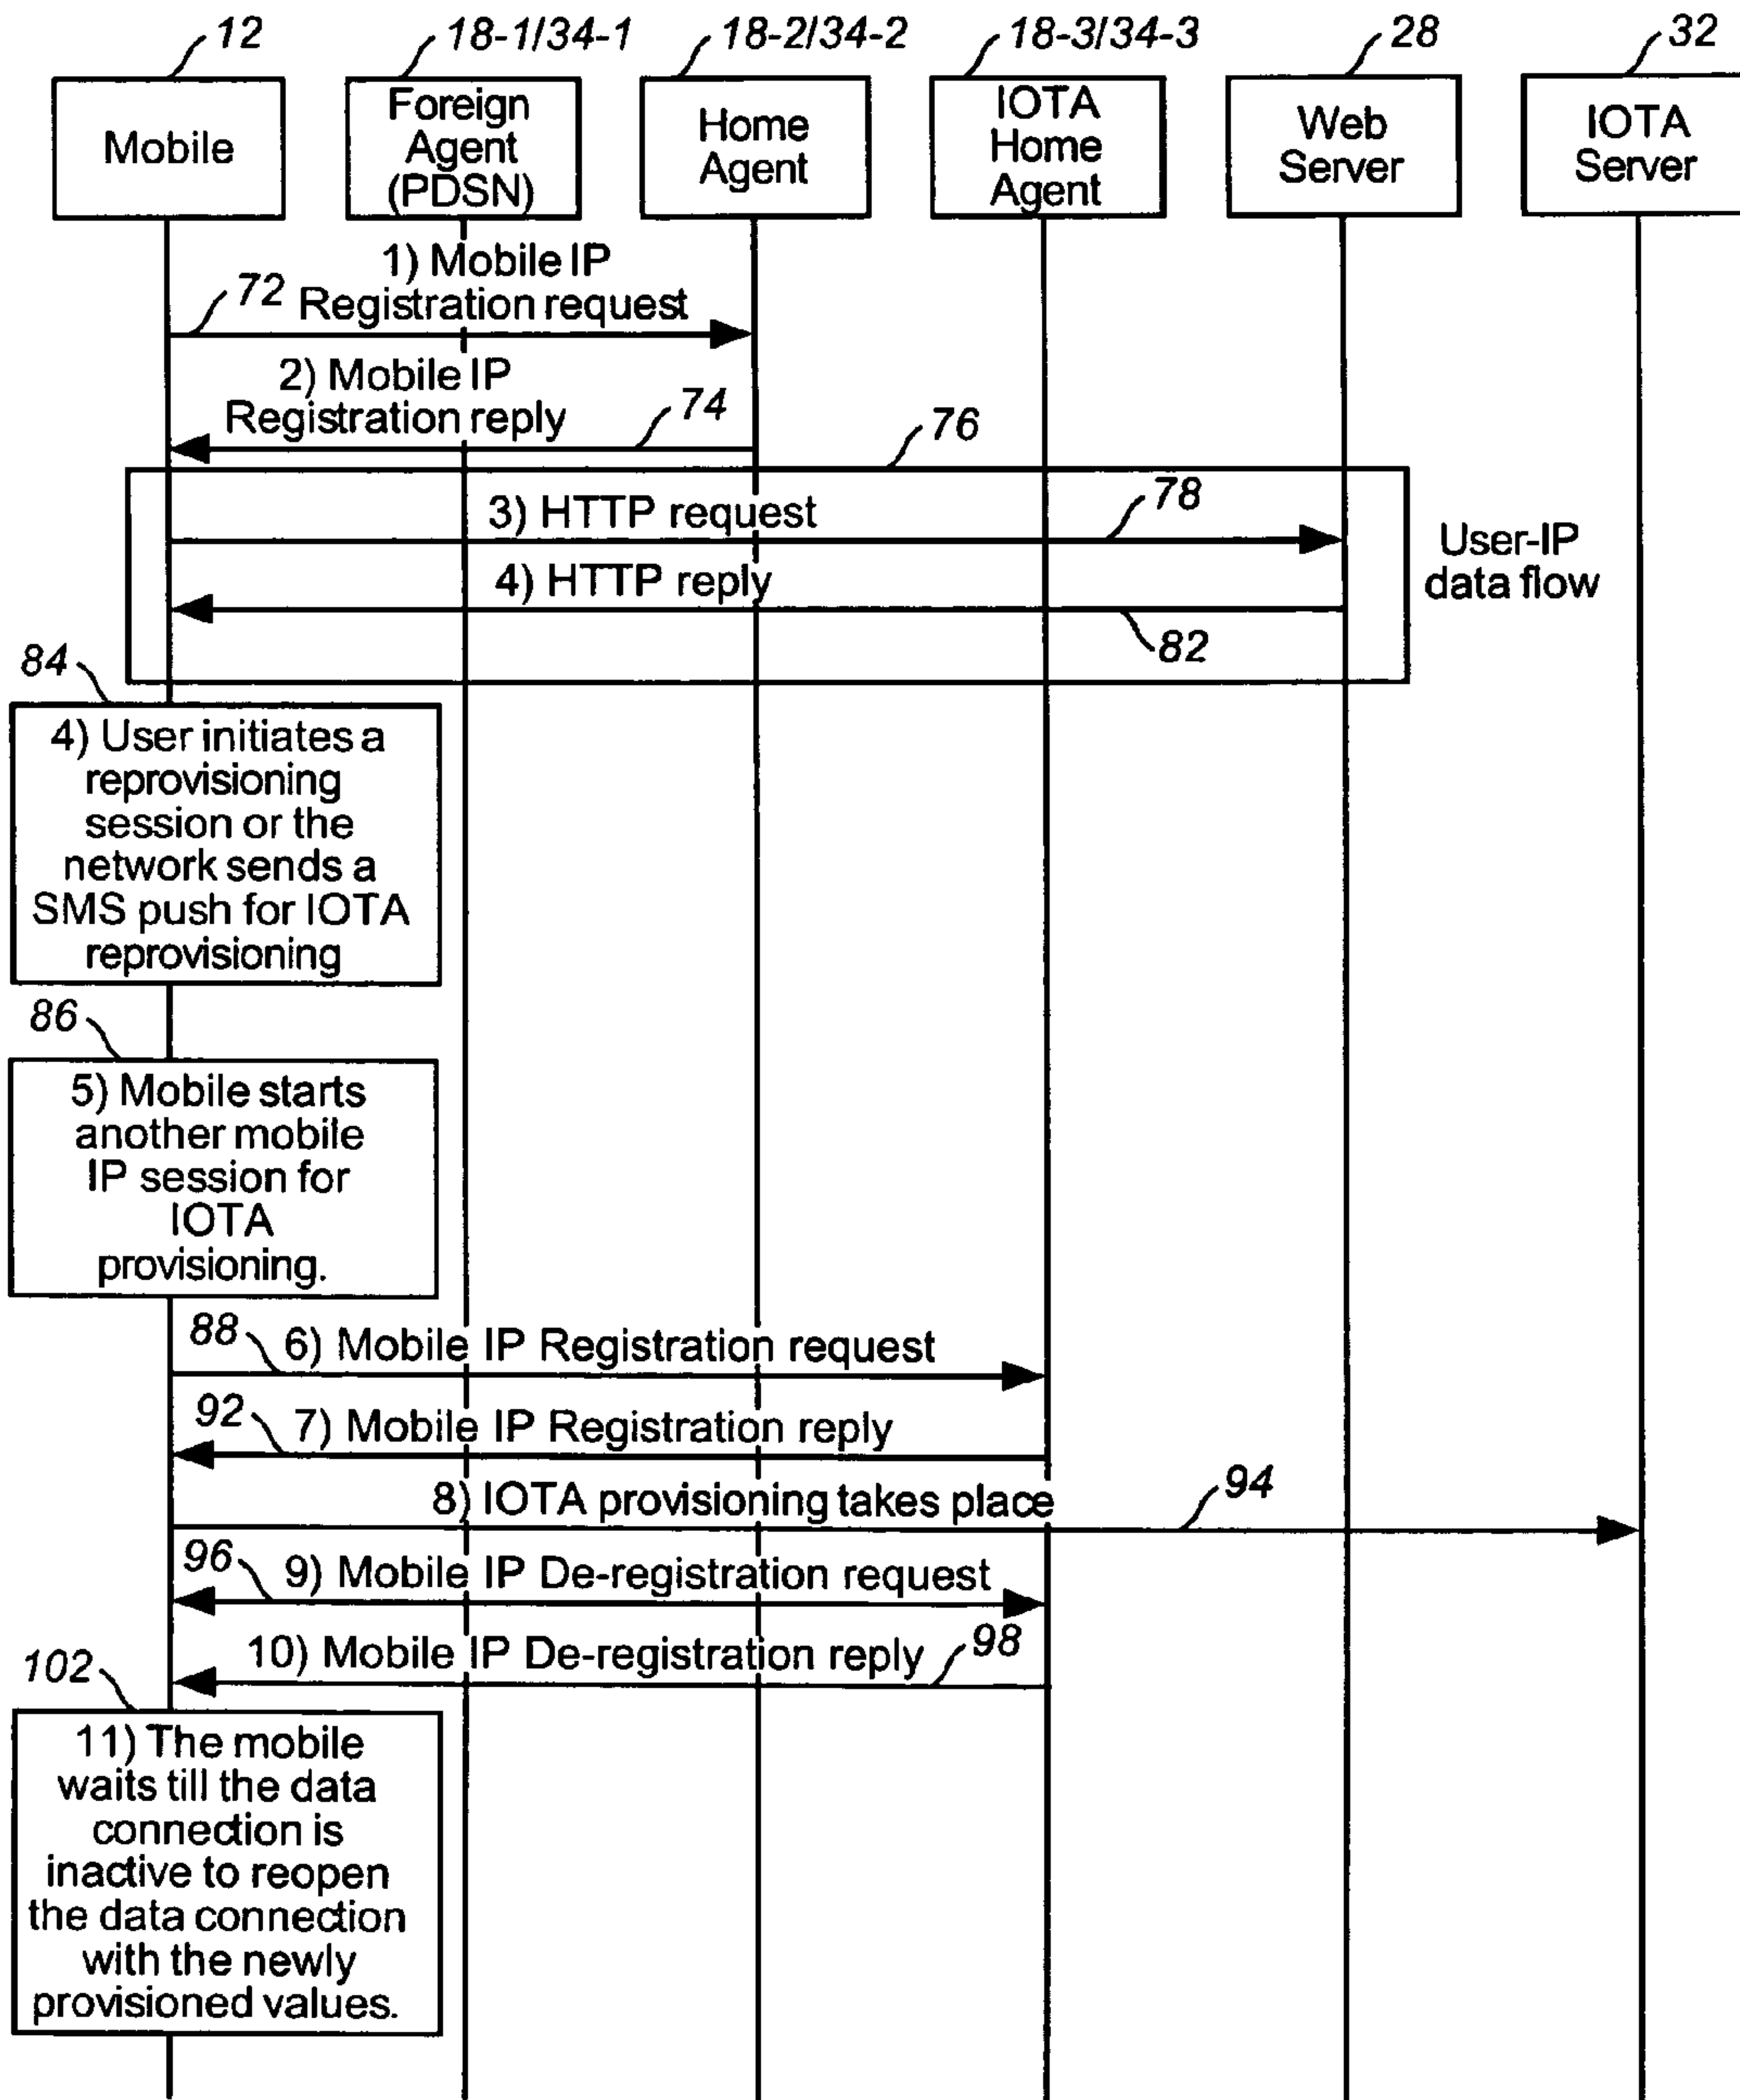 12
18-1/34-1
18-2/34-2
18-3/34-3
28
32
Mobile
Foreign
Agent
(PDSN)
Home
Agent
IOTA
Home
Agent
Web
Server
IOTA
Server
1) Mobile IP
Registration request
72
2) Mobile IP
Registration reply
74
76
3) HTTP request
78
4) HTTP reply
82
User-IP
data flow
84
4) User initiates a
reprovisioning
session or the
network sends a
SMS push for IOTA
reprovisioning
86
5) Mobile starts
another mobile
IP session for
IOTA
provisioning.
88
6) Mobile IP Registration request
92
7) Mobile IP Registration reply
8) IOTA provisioning takes place
94
96
9) Mobile IP De-registration request
10) Mobile IP De-registration reply
98
102
11) The mobile
waits till the data
connection is
inactive to reopen
the data connection
with the newly
provisioned values.